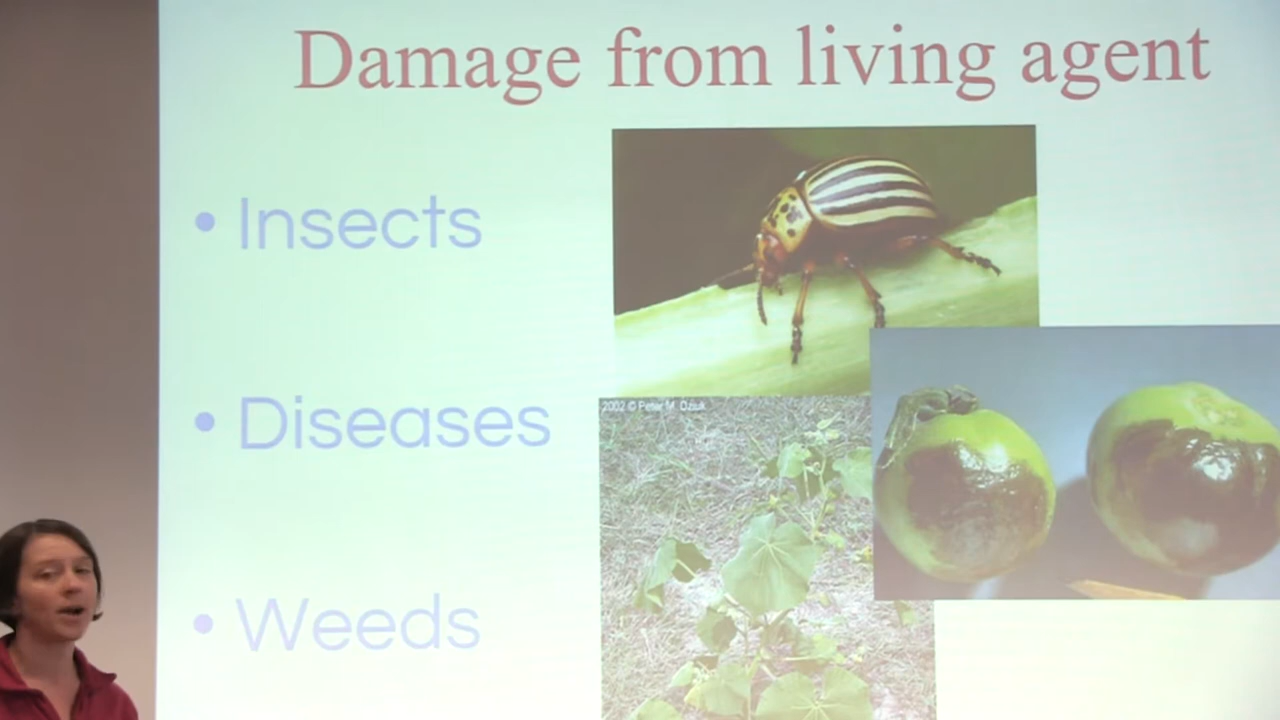 Damage from living agent
• Insects
• Diseases
2002 © Peter M. Dziuk
• Weeds